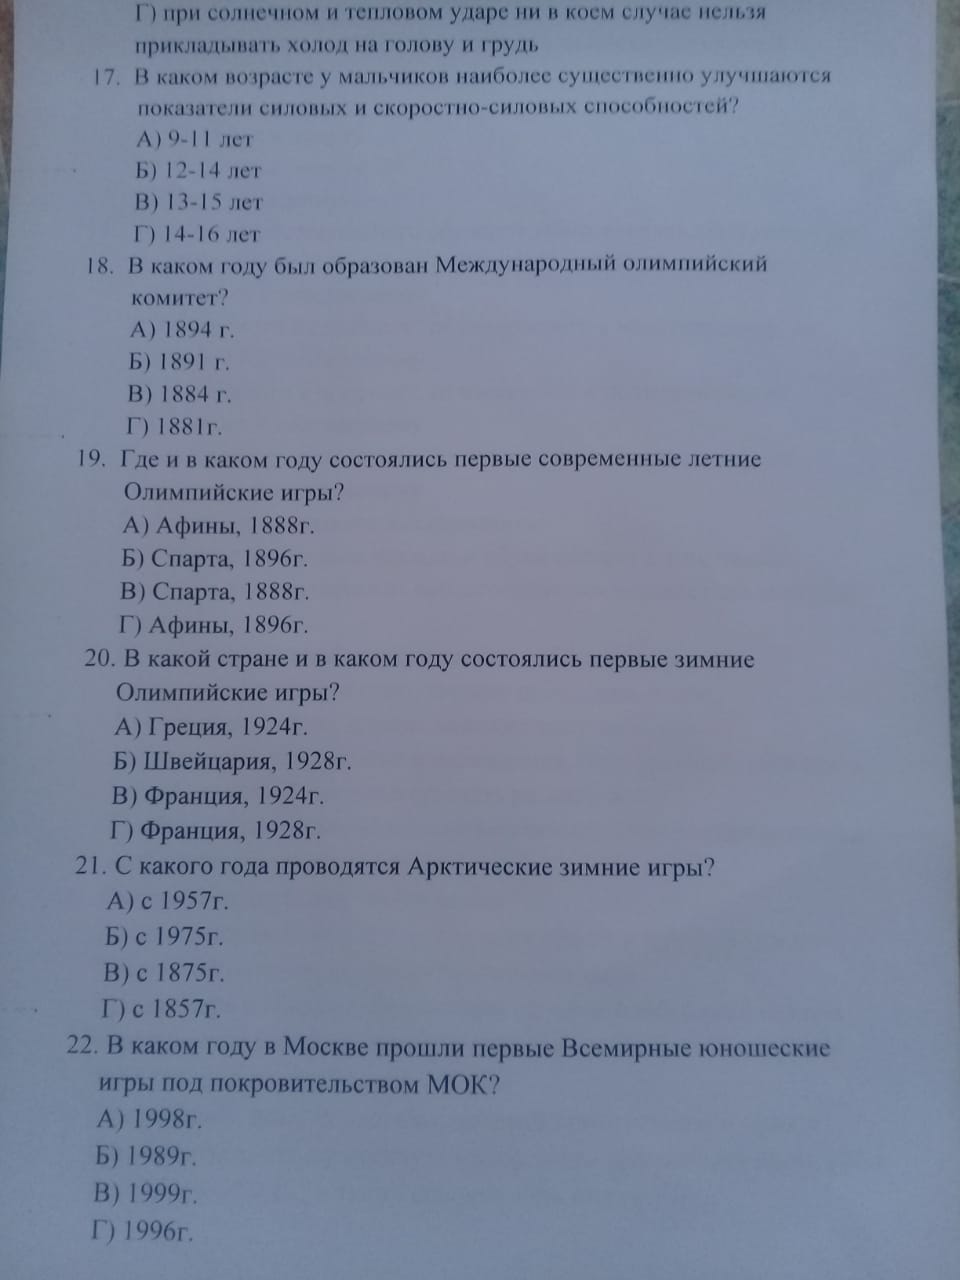 Г) при солнечном и тепловом ударе ни в коем случае нельзя
прикладывать холод на голову и грудь
17. В каком возрасте у мальчиков наиболее существенно улучшаются
показатели силовых и скоростно-силовых способностей?
А) 9-11 лет
Б) 12-14 лет
В) 13-15 лет
Г) 14-16 лет
18. В каком году был образован Международный олимпийский
комитет?
А) 1894 г.
Б) 1891 г.
В) 1884 г.
Г) 1881г.
19. Где и в каком году состоялись первые современные летние
Олимпийские игры?
А) Афины, 1888г.
Б) Спарта, 1896г.
В) Спарта, 1888г.
Г) Афины, 1896г.
20. В какой стране и в каком году состоялись первые зимние
Олимпийские игры?
А) Греция, 1924г.
Б) Швейцария, 1928г.
В) Франция, 1924г.
Г) Франция, 1928г.
21. С какого года проводятся Арктические зимние игры?
А) с 1957г.
Б) с 1975г.
В) с 1875г.
Г) с 1857г.
22. В каком году в Москве прошли первые Всемирные юношеские
игры под покровительством МОК?
А) 1998г.
Б) 1989г.
В) 1999г.
Г) 1996г.